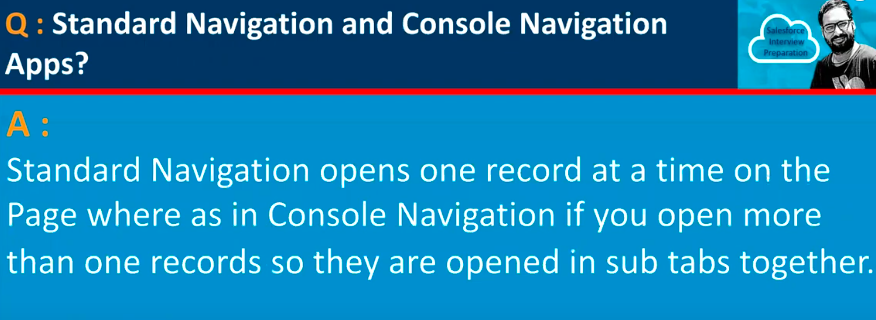 Q : Standard Navigation and Console Navigation
Apps?
Salesforce
Interview
Preparation
A :
Standard Navigation opens one record at a time on the
Page where as in Console Navigation if you open more
than one records so they are opened in sub tabs together.